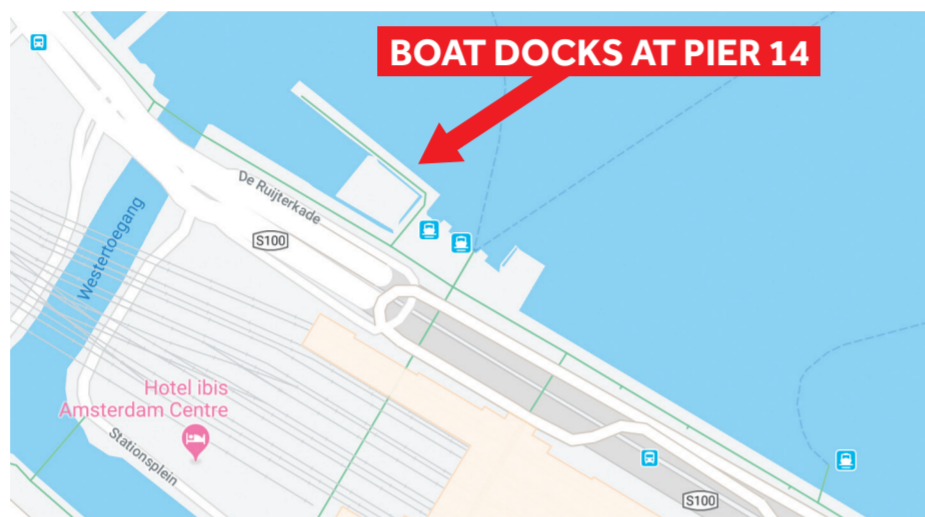 BOAT DOCKS AT PIER 14
De Ruijterkade
S100
Westertoegang
Hotel ibis
Amsterdam Centre
Stationsplein
S100